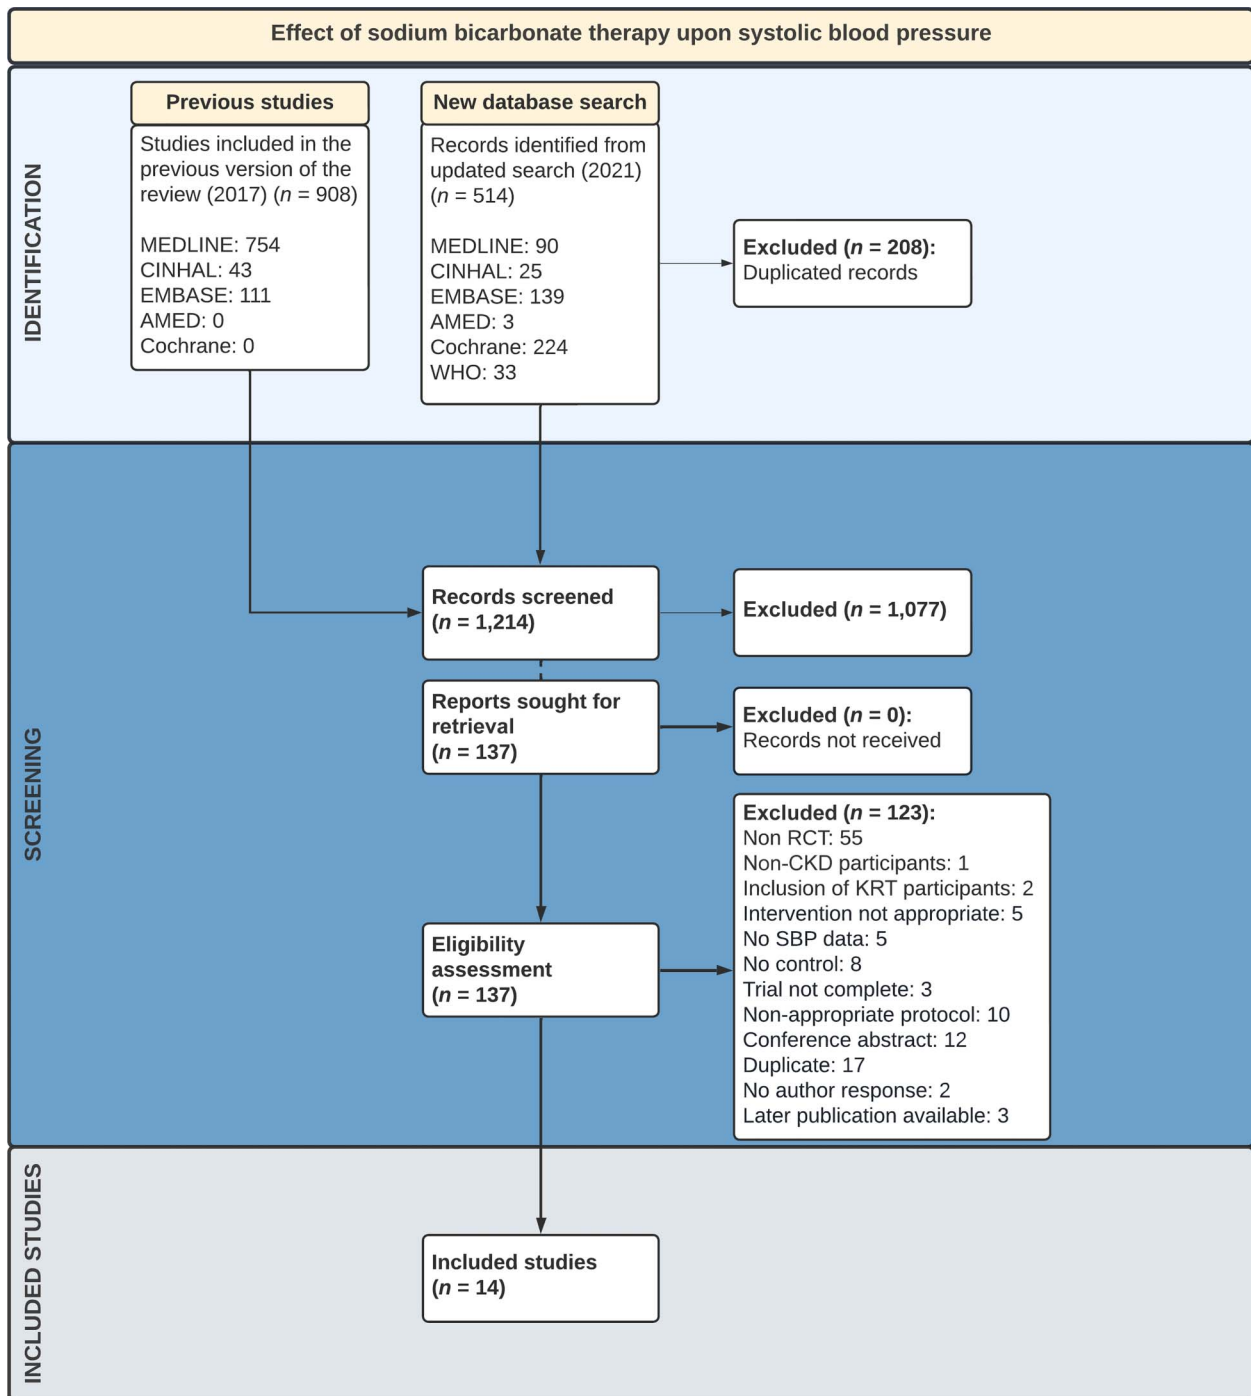 Effect of sodium bicarbonate therapy upon systolic blood pressure
IDENTIFICATION
Previous studies
Studies included in the
previous version of the
review (2017) (n = 908)
MEDLINE: 754
CINHAL: 43
EMBASE: 111
AMED: 0
Cochrane: 0
New database search
Records identified from
updated search (2021)
(n = 514)
MEDLINE: 90
CINHAL: 25
EMBASE: 139
AMED: 3
Cochrane: 224
WHO: 33
Excluded (n = 208):
Duplicated records
SCREENING
Records screened
(n = 1,214)
Excluded (n = 1,077)
Reports sought for
retrieval
(n = 137)
Excluded (n = 0):
Records not received
Eligibility
assessment
(n = 137)
Excluded (n = 123):
Non RCT: 55
Non-CKD participants: 1
Inclusion of KRT participants: 2
Intervention not appropriate: 5
No SBP data: 5
No control: 8
Trial not complete: 3
Non-appropriate protocol: 10
Conference abstract: 12
Duplicate: 17
No author response: 2
Later publication available: 3
INCLUDED STUDIES
Included studies
(n = 14)